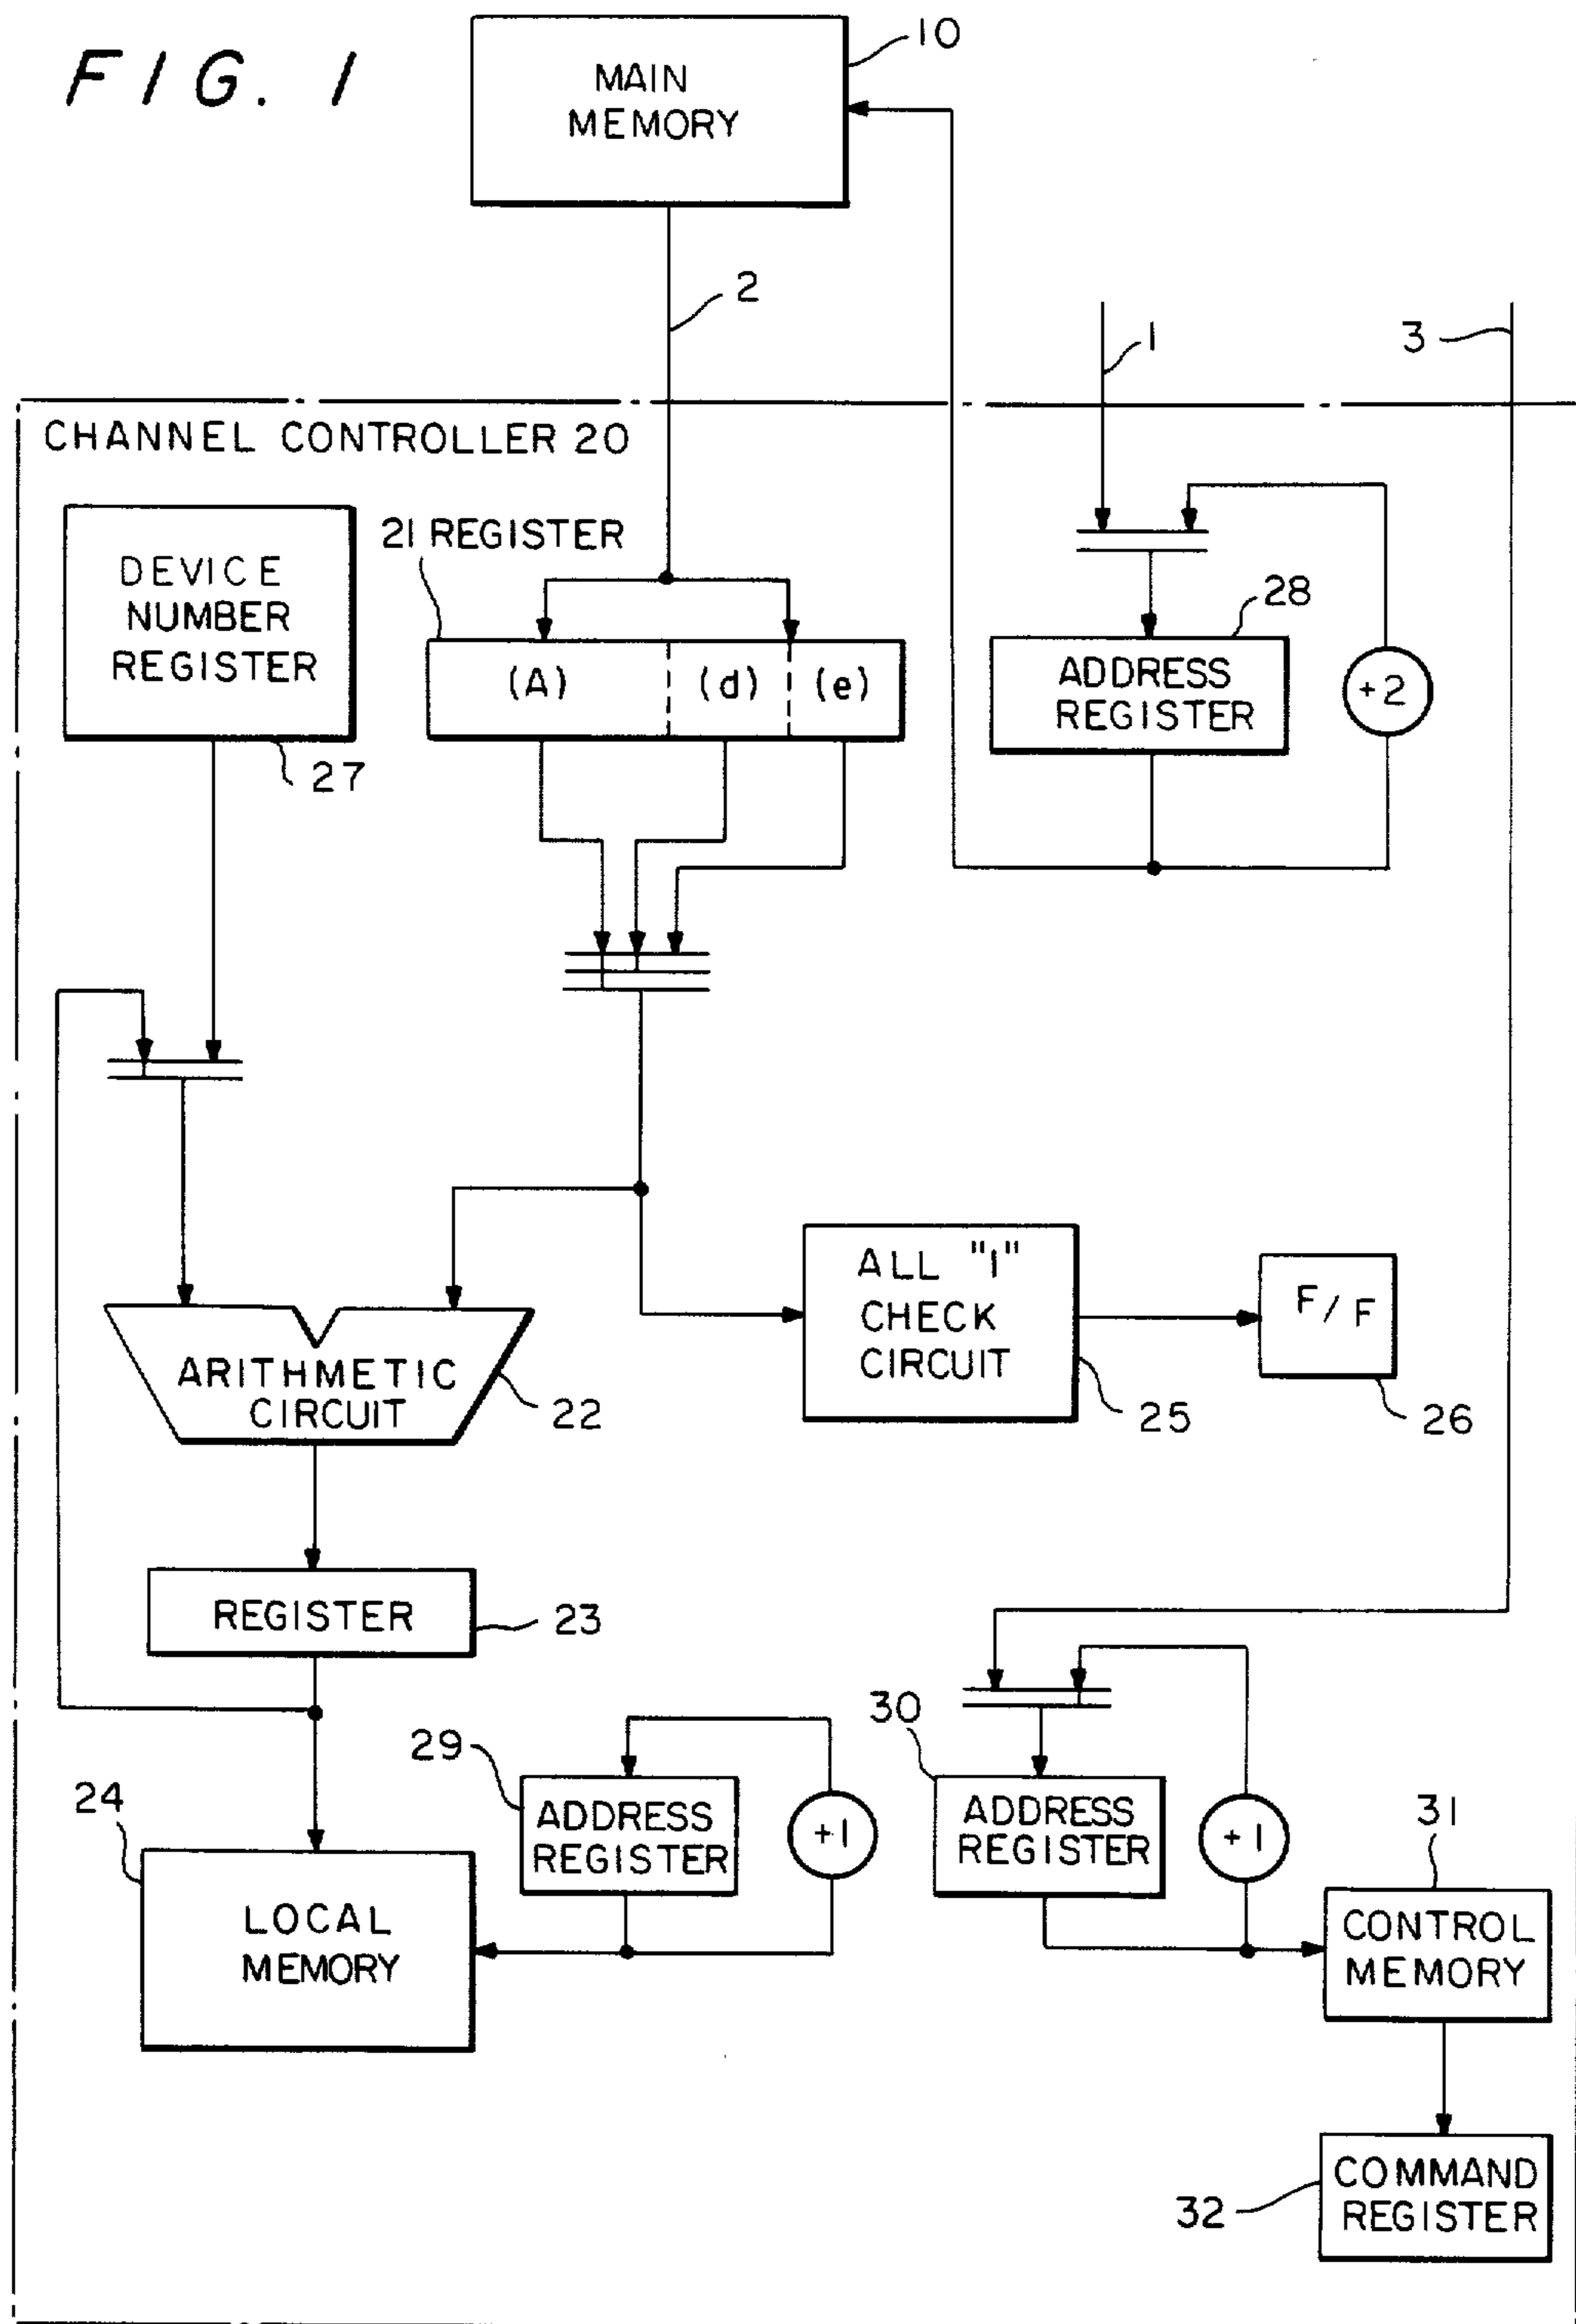 FIG. 1
10
MAIN
MEMORY
2
1
3
CHANNEL CONTROLLER 20
DEVICE
NUMBER
REGISTER
27
21 REGISTER
(A)
(d)
(e)
28
ADDRESS
REGISTER
+2
ARITHMETIC
CIRCUIT
22
ALL "1"
CHECK
CIRCUIT
25
F/F
26
REGISTER
23
24
LOCAL
MEMORY
29
ADDRESS
REGISTER
+1
30
ADDRESS
REGISTER
+1
31
CONTROL
MEMORY
32
COMMAND
REGISTER